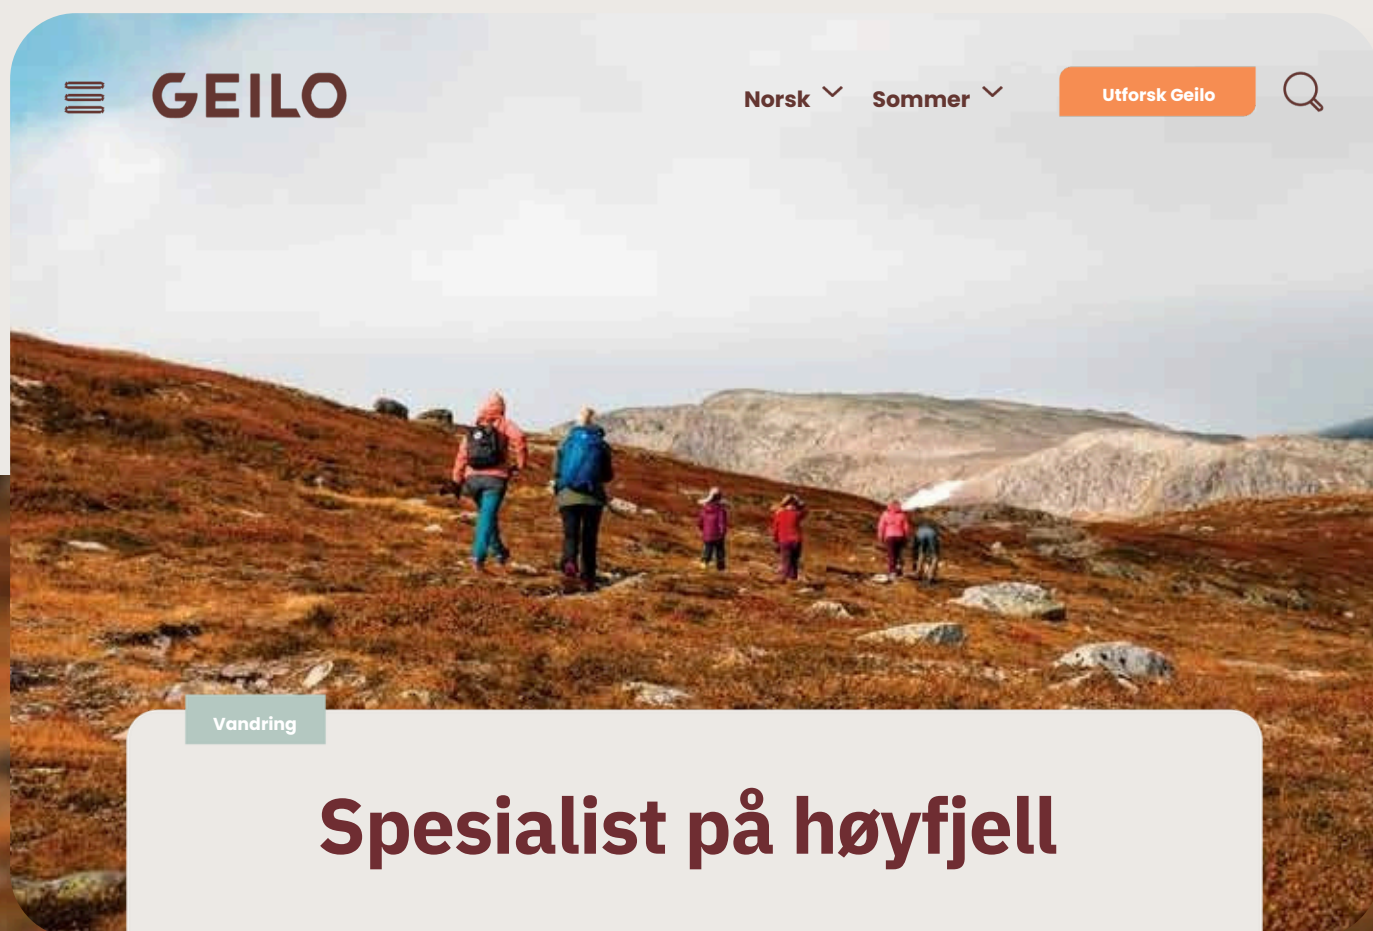 GEILO
Norsk
Sommer
Utforsk Geilo
Vandring
Spesialist på høyfjell